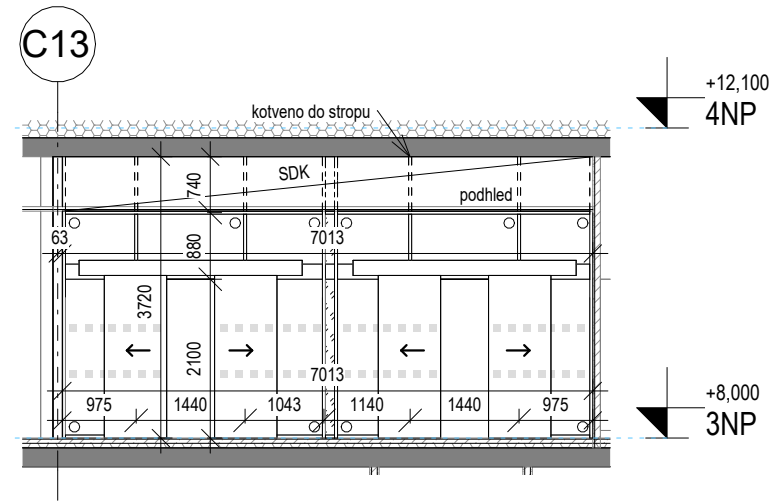 C13
+12,100
4NP
kotveno do stropu
SDK
740
podhled
63
7013
880
3720
2100
7013
975
1440
1043
1140
1440
975
+8,000
3NP